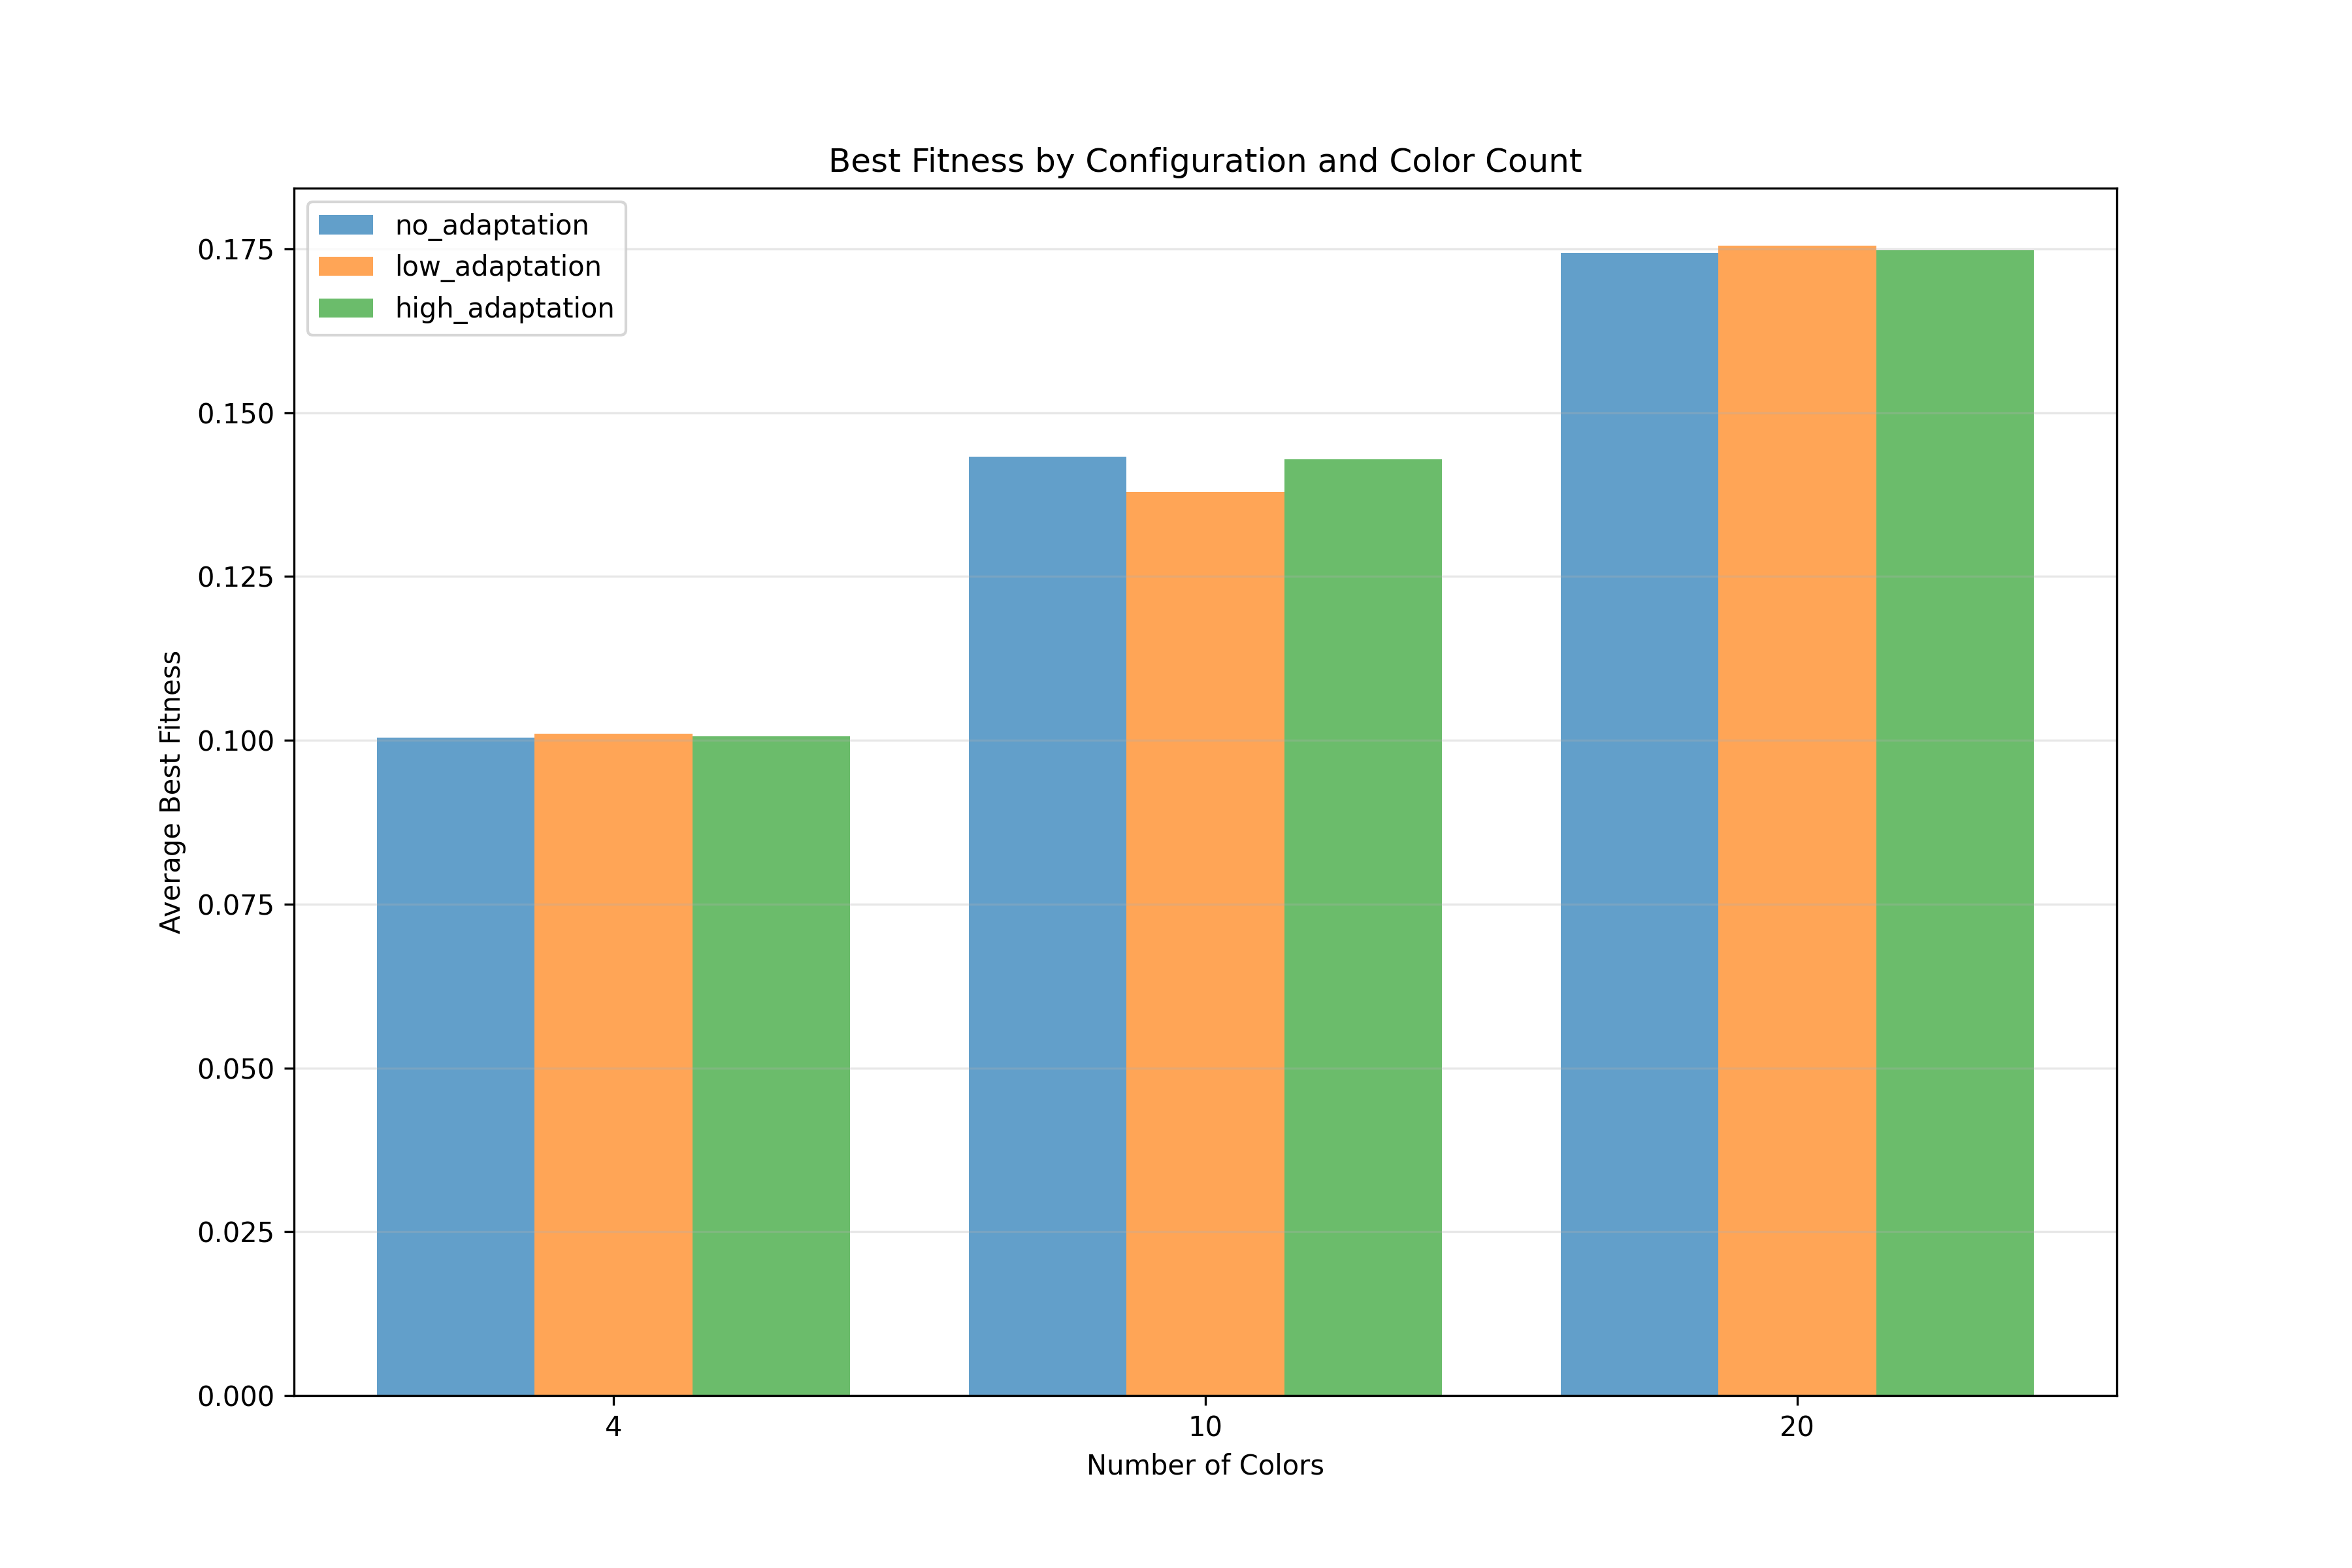 Best Fitness by Configuration and Color Count
no_adaptation
low_adaptation
high_adaptation
Average Best Fitness
0.175
0.150
0.125
0.100
0.075
0.050
0.025
0.000
4
10
20
Number of Colors